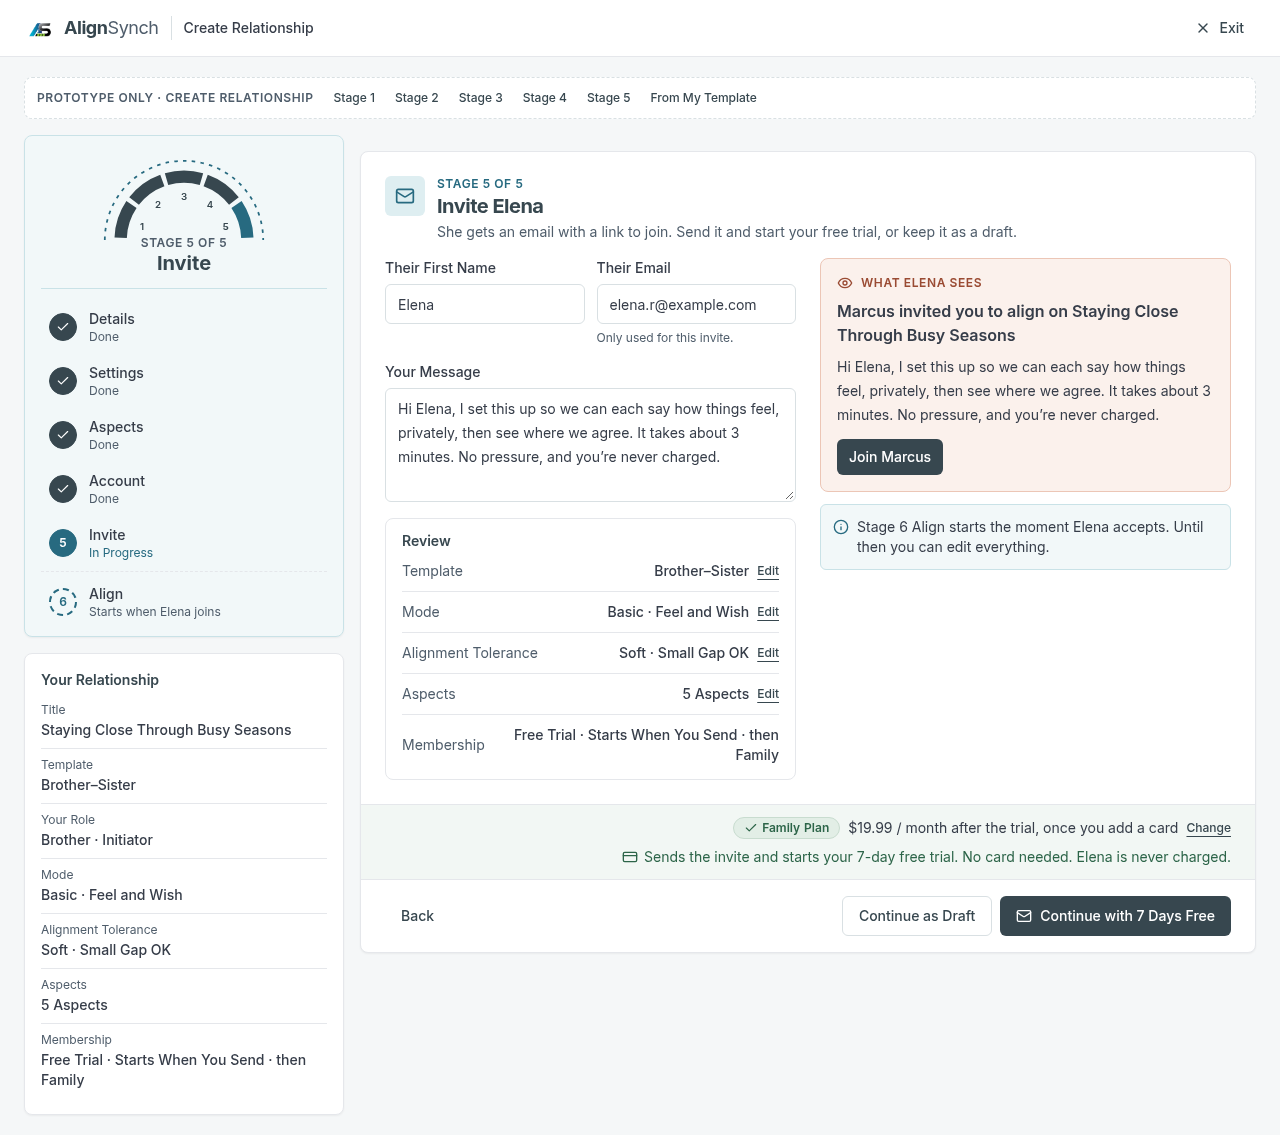 AlignSynch
Create Relationship
Exit
PROTOTYPE ONLY · CREATE RELATIONSHIP
Stage 1
Stage 2
Stage 3
Stage 4
Stage 5
From My Template
1
2
3
4
5
STAGE 5 OF 5
Invite
Details
Done
Settings
Done
Aspects
Done
Account
Done
5
Invite
In Progress
6
Align
Starts when Elena joins
Your Relationship
Title
Staying Close Through Busy Seasons
Template
Brother–Sister
Your Role
Brother · Initiator
Mode
Basic · Feel and Wish
Alignment Tolerance
Soft · Small Gap OK
Aspects
5 Aspects
Membership
Free Trial · Starts When You Send · then
Family
STAGE 5 OF 5
Invite Elena
She gets an email with a link to join. Send it and start your free trial, or keep it as a draft.
Their First Name
Elena
Their Email
elena.r@example.com
Only used for this invite.
Your Message
Hi Elena, I set this up so we can each say how things feel,
privately, then see where we agree. It takes about 3
minutes. No pressure, and you’re never charged.
Review
Template Brother–Sister Edit
Mode Basic · Feel and Wish Edit
Alignment Tolerance Soft · Small Gap OK Edit
Aspects 5 Aspects Edit
Membership Free Trial · Starts When You Send · then
Family
WHAT ELENA SEES
Marcus invited you to align on Staying Close
Through Busy Seasons
Hi Elena, I set this up so we can each say how things
feel, privately, then see where we agree. It takes about 3
minutes. No pressure, and you’re never charged.
Join Marcus
Stage 6 Align starts the moment Elena accepts. Until
then you can edit everything.
Family Plan $19.99 / month after the trial, once you add a card Change
Sends the invite and starts your 7-day free trial. No card needed. Elena is never charged.
Back
Continue as Draft
Continue with 7 Days Free